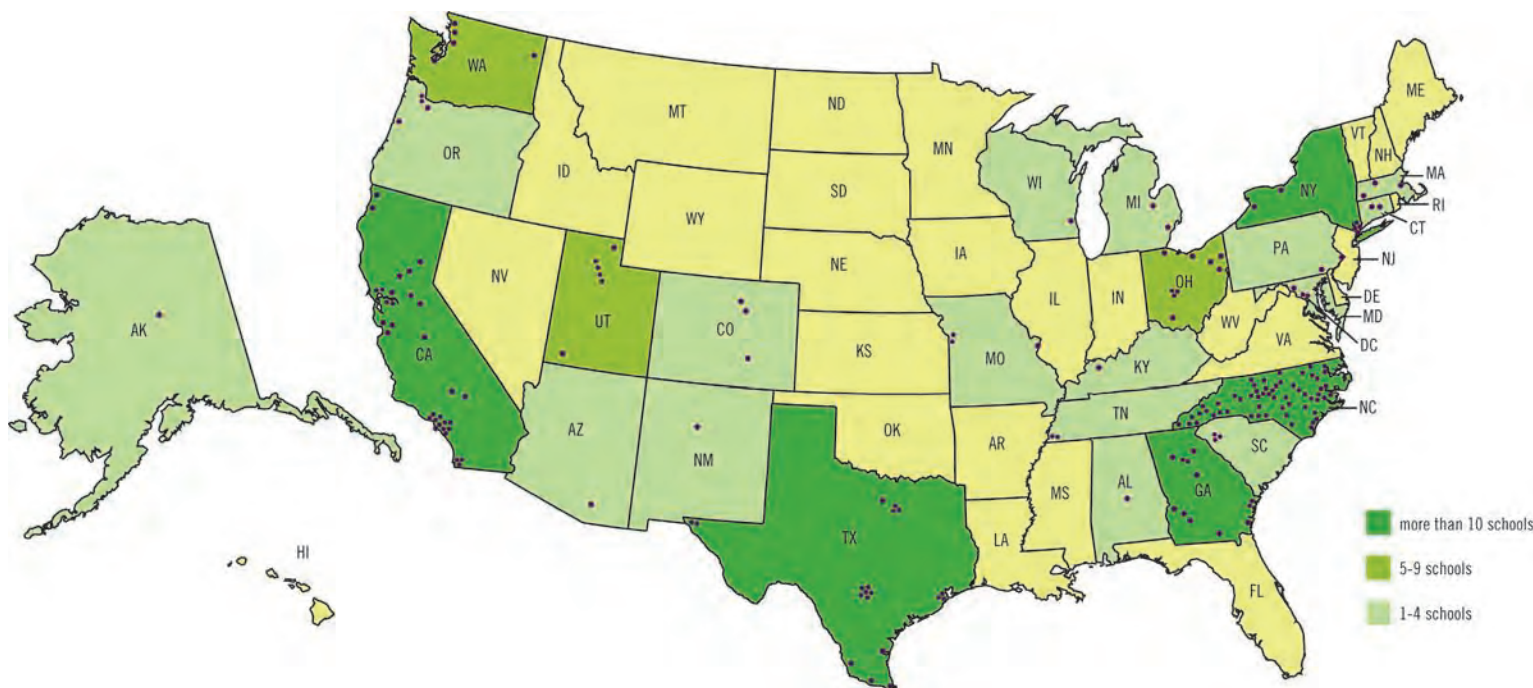 WA
MT
ND
MN
ME
VT
NH
OR
ID
SD
WI
MI
NY
MA
RI
CT
WY
IA
PA
NJ
NV
NE
IL
IN
OH
DE
MD
DC
AK
UT
CO
KS
MO
WV
VA
KY
CA
NC
TN
AZ
NM
OK
AR
SC
MS
AL
GA
HI
TX
LA
FL
more than 10 schools
5-9 schools
1-4 schools